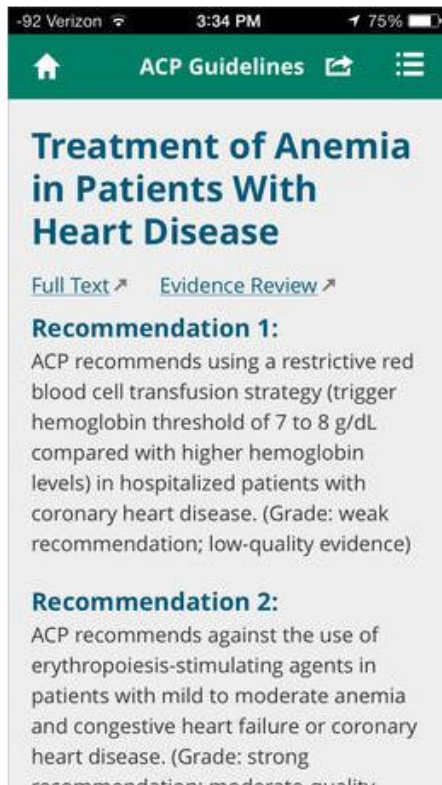 -92 Verizon 3:34 PM 75%
ACP Guidelines
Treatment of Anemia
in Patients With
Heart Disease
Full Text Evidence Review
Recommendation 1:
ACP recommends using a restrictive red
blood cell transfusion strategy (trigger
hemoglobin threshold of 7 to 8 g/dL
compared with higher hemoglobin
levels) in hospitalized patients with
coronary heart disease. (Grade: weak
recommendation; low-quality evidence)
Recommendation 2:
ACP recommends against the use of
erythropoiesis-stimulating agents in
patients with mild to moderate anemia
and congestive heart failure or coronary
heart disease. (Grade: strong
recommendation; moderate-quality